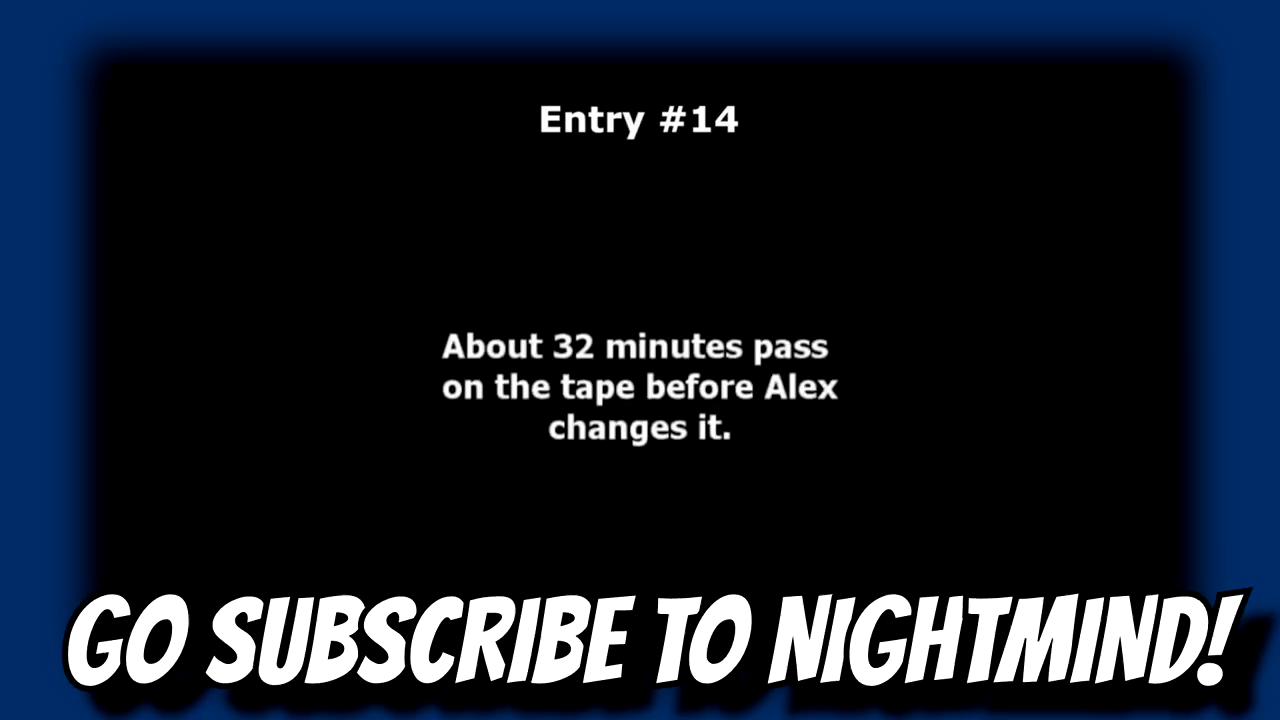 Entry #14
About 32 minutes pass
on the tape before Alex
changes it.
GO SUBSCRIBE TO NIGHTMIND!